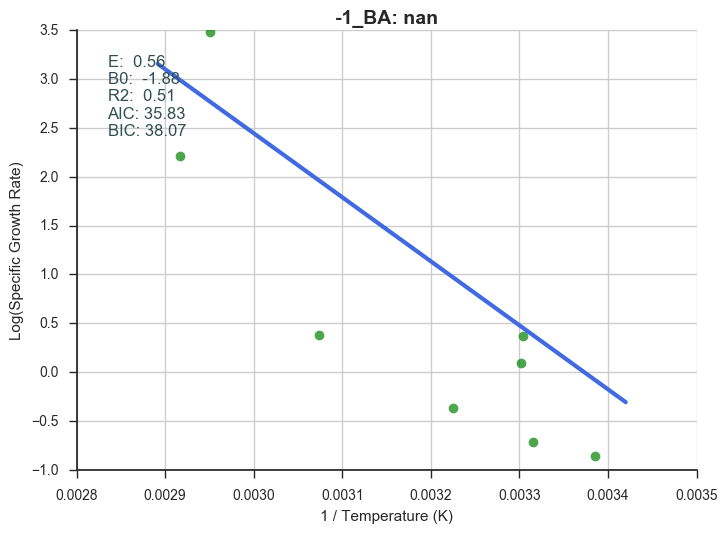 -1_BA: nan
3.5
3.0
2.5
2.0
1.5
1.0
0.5
0.0
−0.5
−1.0
E:  0.56
B0:  -1.88
R2:  0.51
AIC: 35.83
BIC: 38.07
Log(Specific Growth Rate)
0.0028 0.0029 0.0030 0.0031 0.0032 0.0033 0.0034 0.0035
1 / Temperature (K)